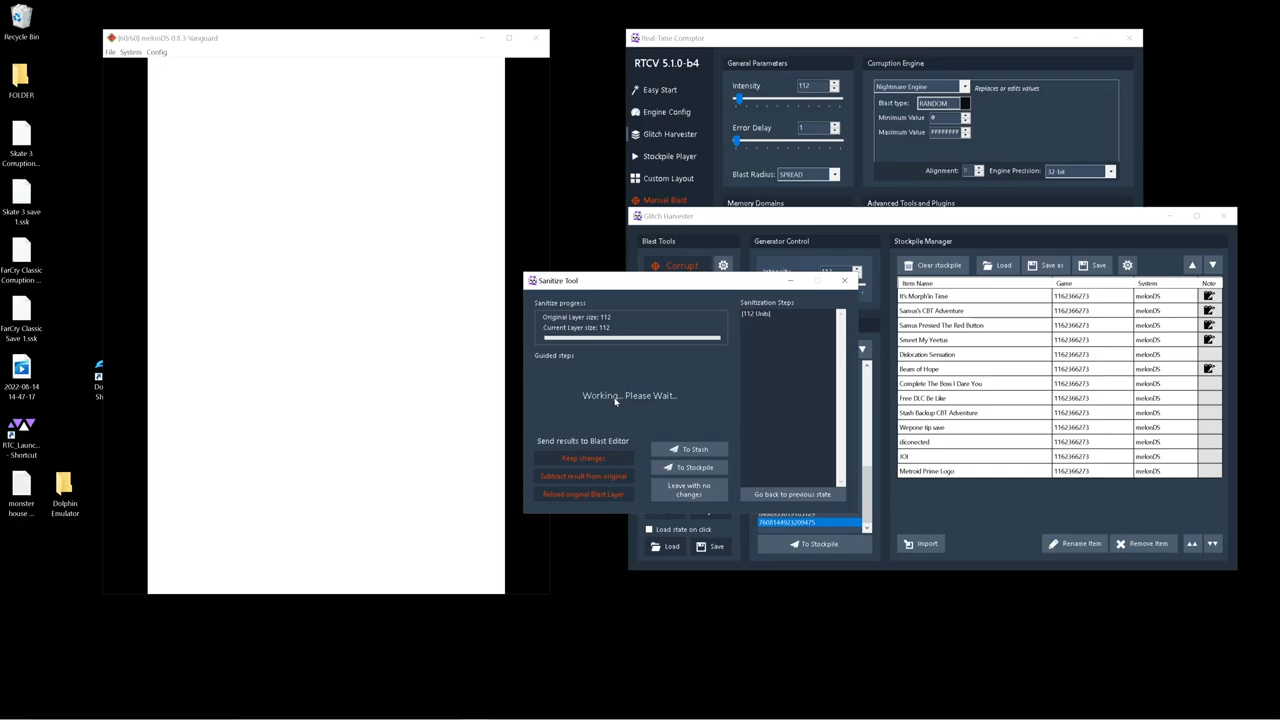 Recycle Bin
FOLDER
Skate 3
Corruption...
Skate 3 save
1.ssk
FarCry Classic
Corruption ...
FarCry Classic
Save 1.ssk
2022-08-14
14-47-17
RTC_Launc...
- Shortcut
monster
house ...
Dolphin
Emulator
[60/60] melonDS 0.8.3-Vanguard
File System Config
Real-Time Corruptor
RTCV 5.1.0-b4
Easy Start
Engine Config
Glitch Harvester
Stockpile Player
Custom Layout
Manual Blast
General Parameters
Intensity 112
Error Delay 1
Blast Radius: SPREAD
Memory Domains
Corruption Engine
Nightmare Engine Replaces or edits values
Blast type: RANDOM
Minimum Value 0
Maximum Value FFFFFFFF
Alignment: Engine Precision: 32-bit
Advanced Tools and Plugins
Glitch Harvester
Blast Tools
Corrupt
Generator Control
Stockpile Manager
Clear stockpile Load Save as Save
Item Name Game System Note
It's Morph'in Time 1162366273 melonDS
Samus's CBT Adventure 1162366273 melonDS
Samus Pressed The Red Button 1162366273 melonDS
Smeet My Yeetus 1162366273 melonDS
Dislocation Sensation 1162366273 melonDS
Beam of Hope 1162366273 melonDS
Complete The Boss I Dare You 1162366273 melonDS
Free DLC Be Like 1162366273 melonDS
Stash Backup CBT Adventure 1162366273 melonDS
Wepone tip save 1162366273 melonDS
diconected 1162366273 melonDS
JOI 1162366273 melonDS
Metroid Prime Logo 1162366273 melonDS
Import Rename Item Remove Item
Sanitize Tool
Sanitize progress
Original Layer size: 112
Current Layer size: 112
Guided steps
Working... Please Wait...
Send results to Blast Editor
Keep changes
Subtract result from original
Reload original Blast Layer
To Stash
To Stockpile
Leave with no
changes
Sanitization Steps
[112 Units]
Go back to previous state
7608144923209475
Load state on click
Load Save
To Stockpile